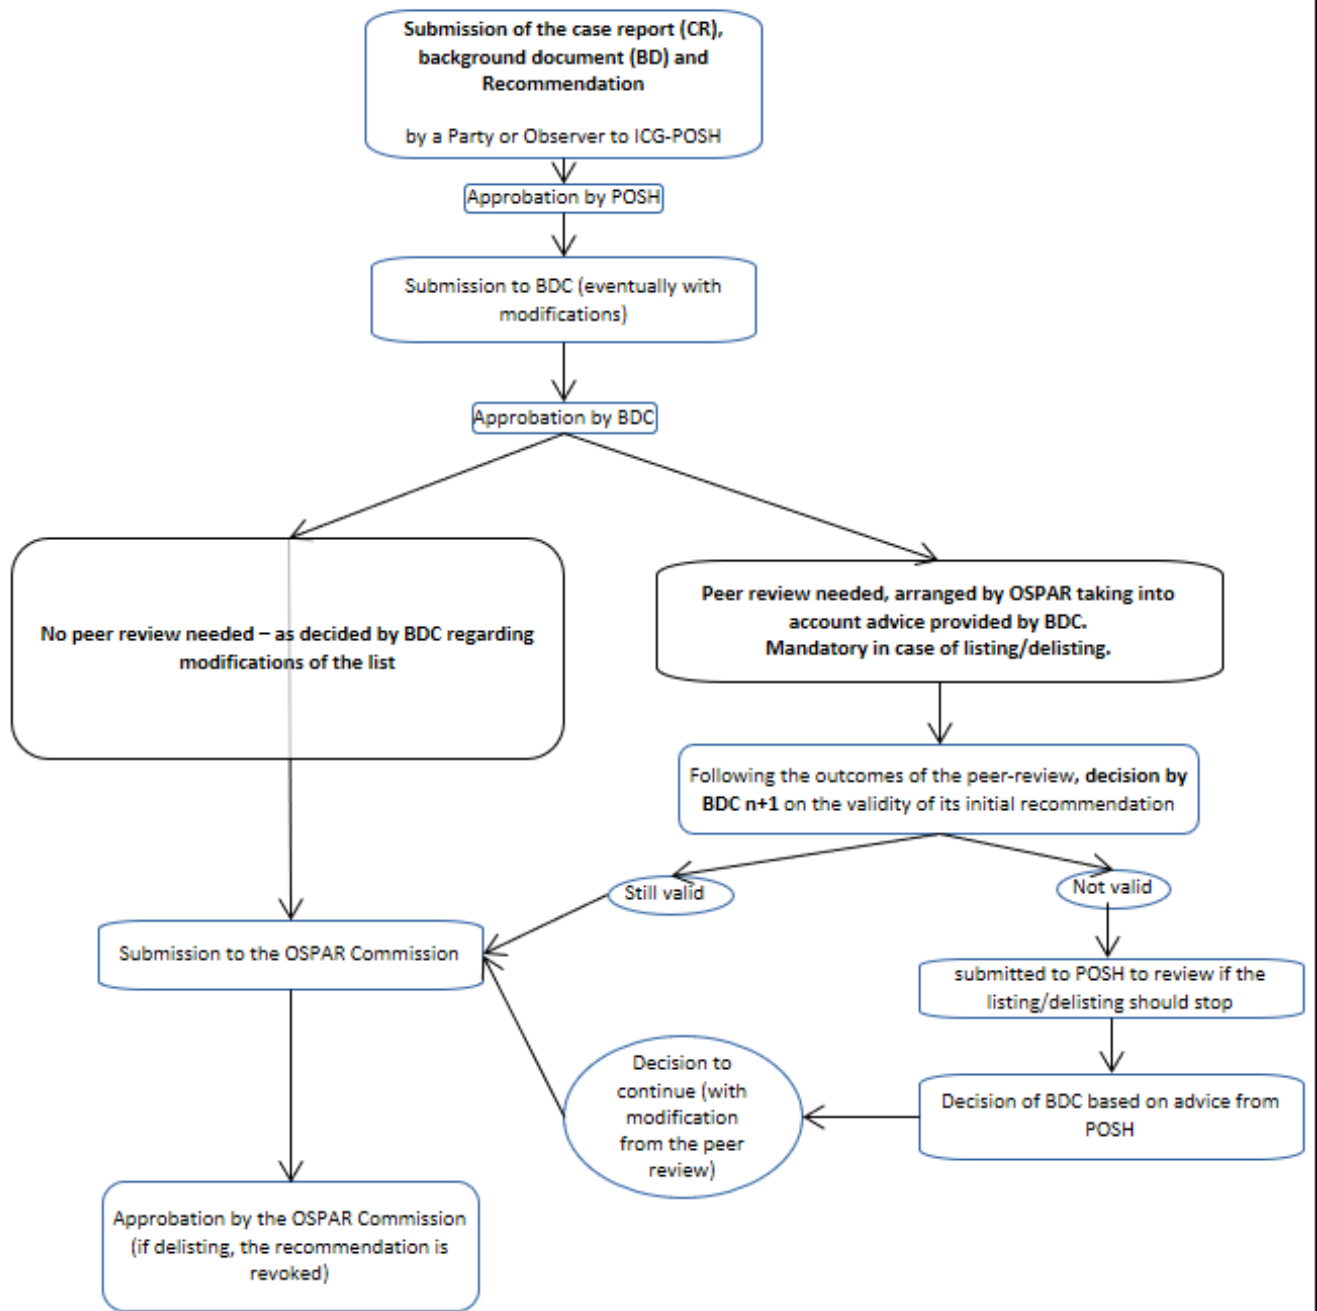 Submission of the case report (CR),
background document (BD) and
Recommendation
by a Party or Observer to ICG-POSH
Approbation by POSH
Submission to BDC (eventually with
modifications)
Approbation by BDC
No peer review needed – as decided by BDC regarding
modifications of the list
Peer review needed, arranged by OSPAR taking into
account advice provided by BDC.
Mandatory in case of listing/delisting.
Following the outcomes of the peer-review, decision by
BDC n+1 on the validity of its initial recommendation
Still valid
Not valid
Submission to the OSPAR Commission
submitted to POSH to review if the
listing/delisting should stop
Decision to
continue (with
modification
from the peer
review)
Decision of BDC based on advice from
POSH
Approbation by the OSPAR Commission
(if delisting, the recommendation is
revoked)